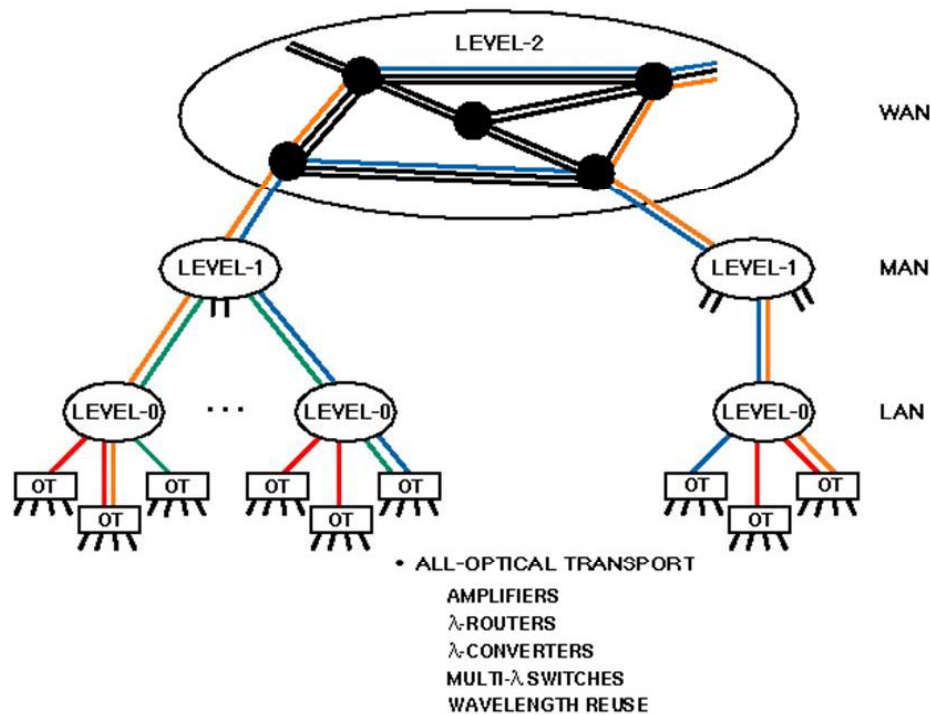 LEVEL-2
WAN
LEVEL-1
LEVEL-1
MAN
LEVEL-0
...
LEVEL-0
LEVEL-0
LAN
OT
OT
OT
OT
OT
OT
OT
OT
OT
• ALL-OPTICAL TRANSPORT
AMPLIFIERS
λ-ROUTERS
λ-CONVERTERS
MULTI-λ SWITCHES
WAVELENGTH REUSE